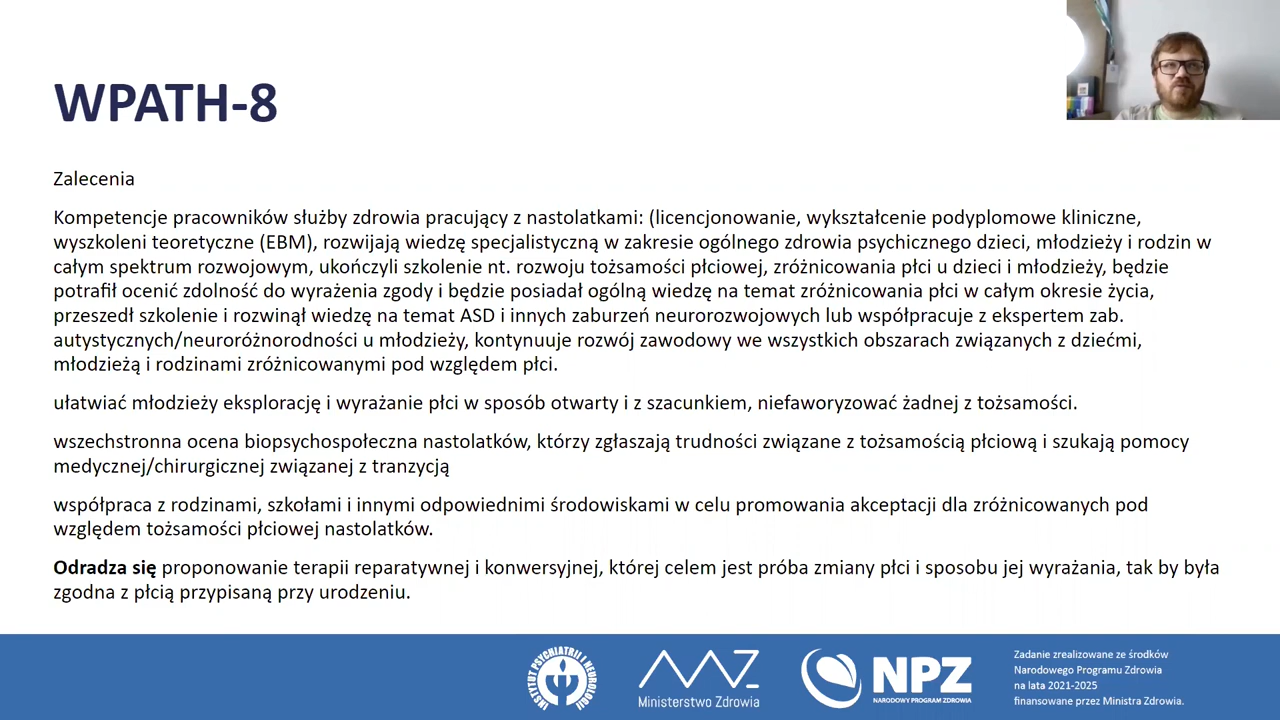 WPATH-8
Zalecenia
Kompetencje pracowników służby zdrowia pracujący z nastolatkami: (licencjonowanie, wykształcenie podyplomowe kliniczne,
wyszkoleni teoretyczne (EBM), rozwijają wiedzę specjalistyczną w zakresie ogólnego zdrowia psychicznego dzieci, młodzieży i rodzin w
całym spektrum rozwojowym, ukończyli szkolenie nt. rozwoju tożsamości płciowej, zróżnicowania płci u dzieci i młodzieży, będzie
potrafił ocenić zdolność do wyrażenia zgody i będzie posiadał ogólną wiedzę na temat zróżnicowania płci w całym okresie życia,
przeszedł szkolenie i rozwinął wiedzę na temat ASD i innych zaburzeń neurorozwojowych lub współpracuje z ekspertem zab.
autystycznych/neuroróżnorodności u młodzieży, kontynuuje rozwój zawodowy we wszystkich obszarach związanych z dziećmi,
młodzieżą i rodzinami zróżnicowanymi pod względem płci.
ułatwiać młodzieży eksplorację i wyrażanie płci w sposób otwarty i z szacunkiem, niefaworyzować żadnej z tożsamości.
wszechstronna ocena biopsychospołeczna nastolatków, którzy zgłaszają trudności związane z tożsamością płciową i szukają pomocy
medycznej/chirurgicznej związanej z tranzycją
współpraca z rodzinami, szkołami i innymi odpowiednimi środowiskami w celu promowania akceptacji dla zróżnicowanych pod
względem tożsamości płciowej nastolatków.
Odradza się proponowanie terapii reparatywnej i konwersyjnej, której celem jest próba zmiany płci i sposobu jej wyrażania, tak by była
zgodna z płcią przypisaną przy urodzeniu.
INSTYTUT PSYCHIATRII I NEUROLOGII
Ministerstwo Zdrowia
NPZ
NARODOWY PROGRAM ZDROWIA
Zadanie zrealizowane ze środków
Narodowego Programu Zdrowia
na lata 2021-2025
finansowane przez Ministra Zdrowia.